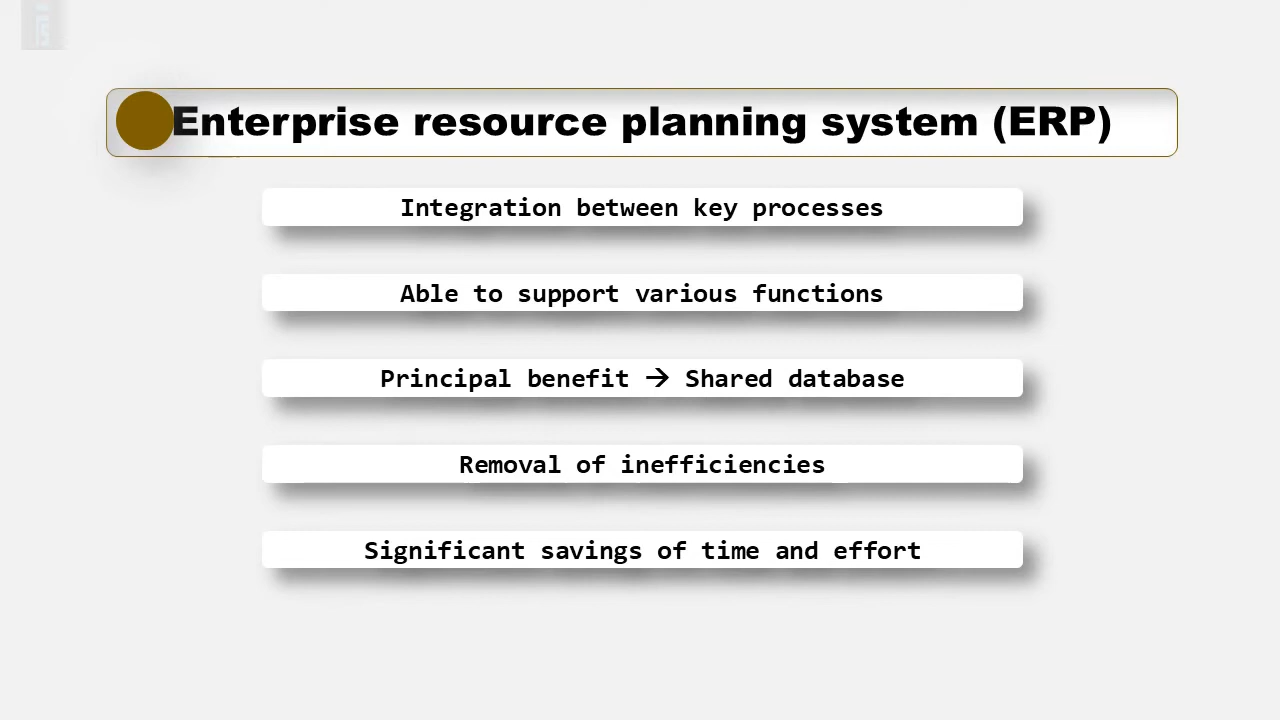 Enterprise resource planning system (ERP)
Integration between key processes
Able to support various functions
Principal benefit → Shared database
Removal of inefficiencies
Significant savings of time and effort